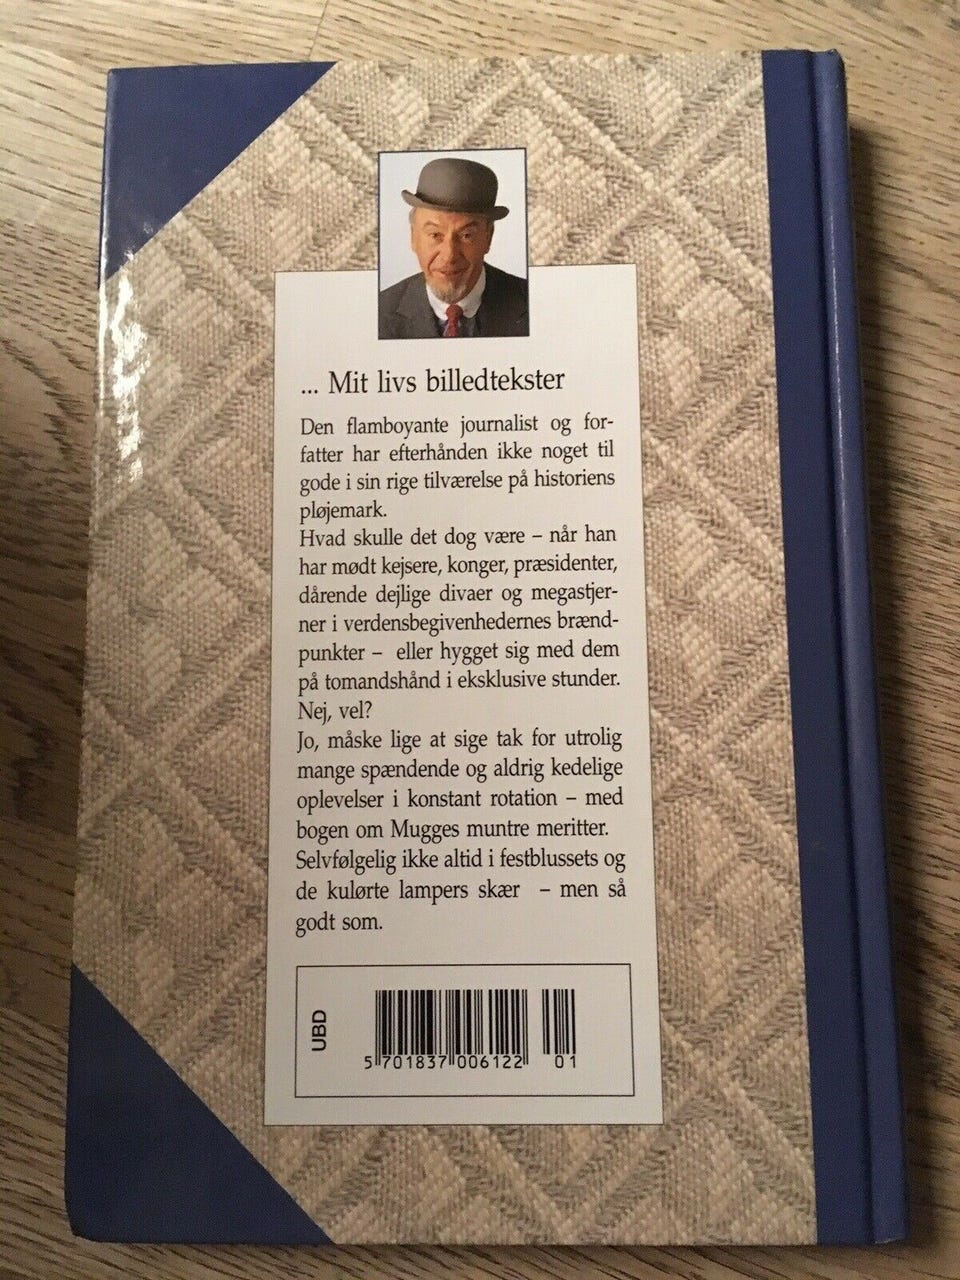 ... Mit livs billedtekster
Den flamboyante journalist og for-
fatter har efterhånden ikke noget til
gode i sin rige tilværelse på historiens
pløjemark.
Hvad skulle det dog være – når han
har mødt kejsere, konger, præsidenter,
dårende dejlige divaer og megastjer-
ner i verdensbegivenhedernes brænd-
punkter – eller hygget sig med dem
på tomandshånd i eksklusive stunder.
Nej, vel?
Jo, måske lige at sige tak for utrolig
mange spændende og aldrig kedelige
oplevelser i konstant rotation – med
bogen om Mugges muntre meritter.
Selvfølgelig ikke altid i festblussets og
de kulørte lampers skær – men så
godt som.
UBD
5 701837 006122 01